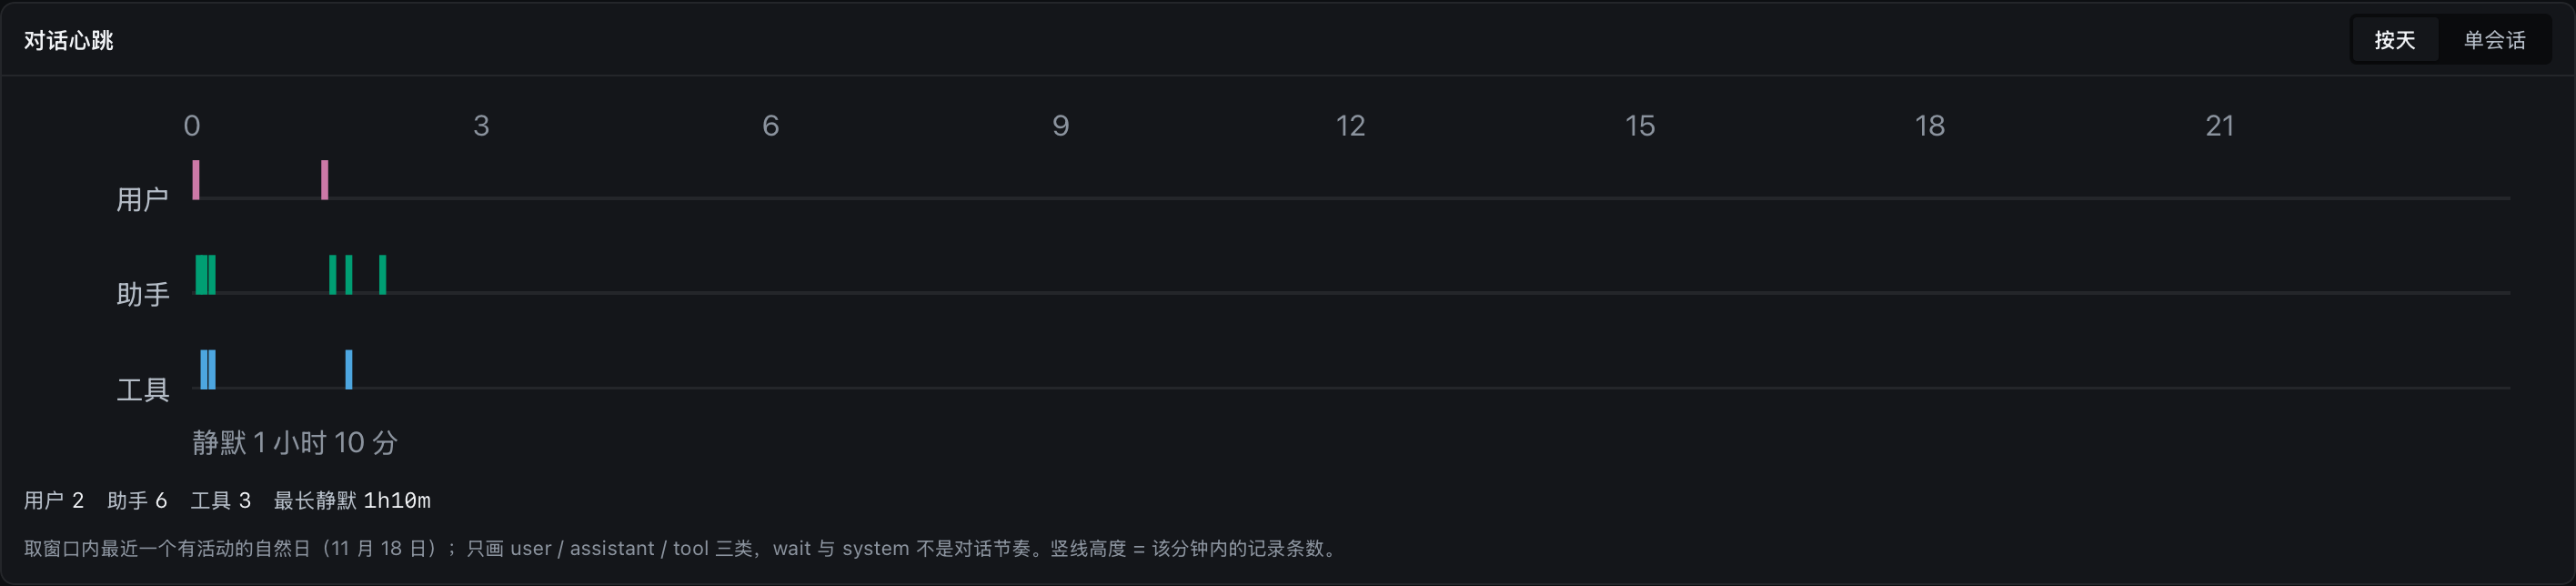 对话心跳 按天 单会话
0 3 6 9 12 15 18 21
用户
助手
工具
静默 1 小时 10 分
用户 2 助手 6 工具 3 最长静默 1h10m
取窗口内最近一个有活动的自然日（11 月 18 日）；只画 user / assistant / tool 三类，wait 与 system 不是对话节奏。竖线高度 = 该分钟内的记录条数。